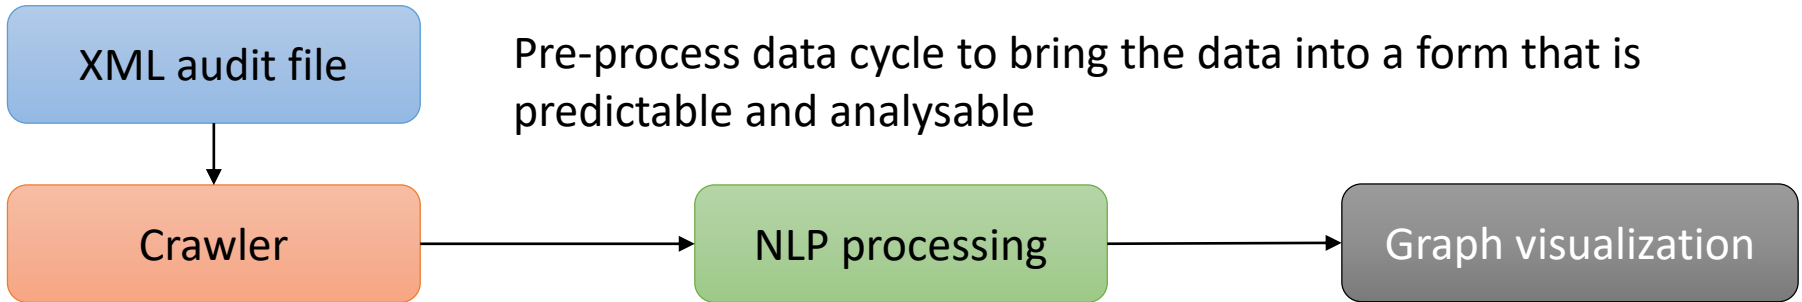 XML audit file
Pre-process data cycle to bring the data into a form that is
predictable and analysable
Crawler
NLP processing
Graph visualization